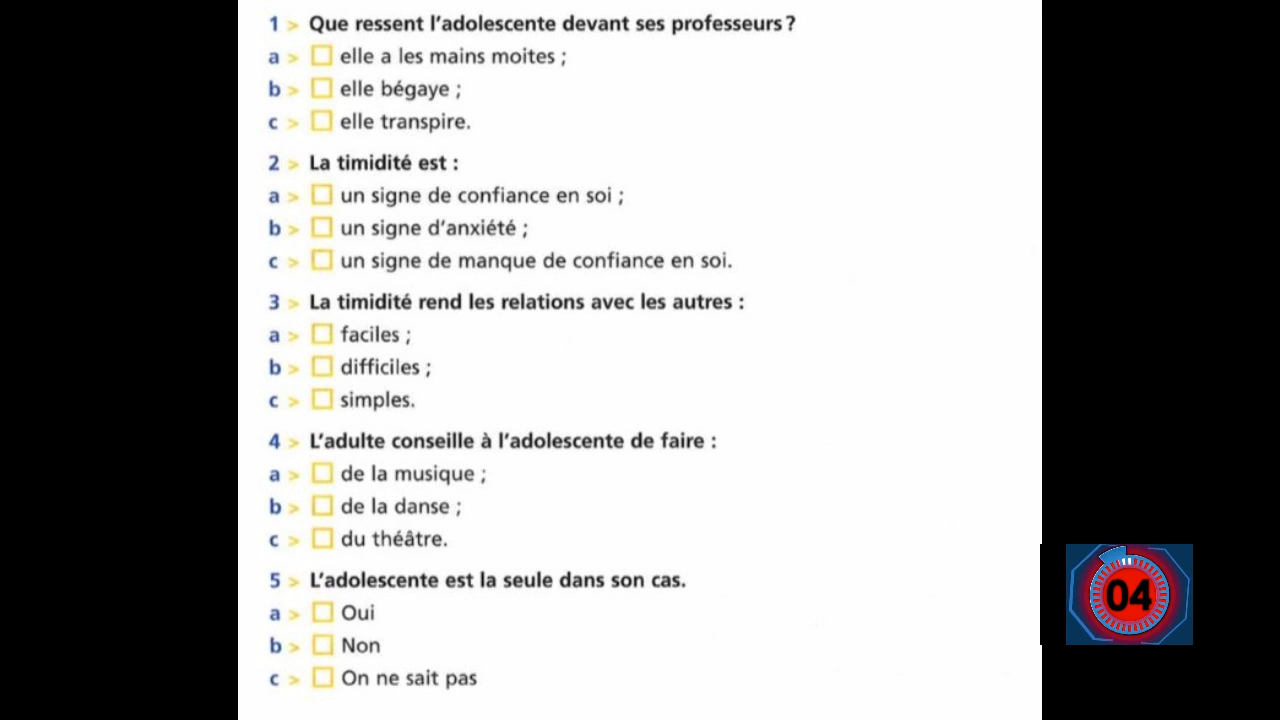 1 > Que ressent l'adolescente devant ses professeurs ?
a > elle a les mains moites ;
b > elle bégaye ;
c > elle transpire.
2 > La timidité est :
a > un signe de confiance en soi ;
b > un signe d'anxiété ;
c > un signe de manque de confiance en soi.
3 > La timidité rend les relations avec les autres :
a > faciles ;
b > difficiles ;
c > simples.
4 > L'adulte conseille à l'adolescente de faire :
a > de la musique ;
b > de la danse ;
c > du théâtre.
5 > L'adolescente est la seule dans son cas.
a > Oui
b > Non
c > On ne sait pas
04